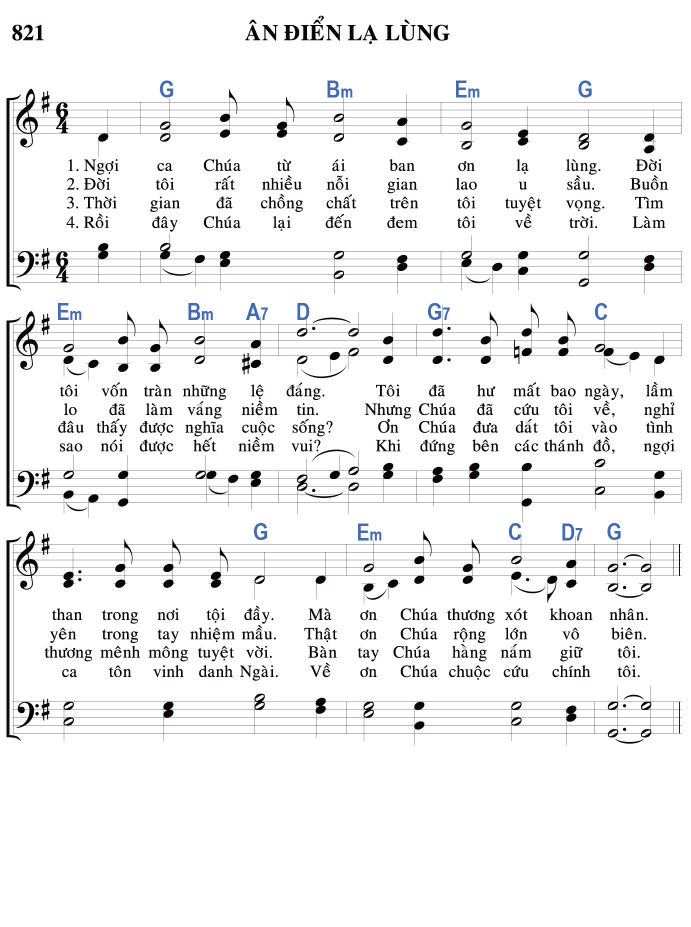 821 ÂN ĐIỂN LẠ LÙNG
G Bm Em G
6 4
1. Ngợi ca Chúa từ ái ban ơn lạ lùng. Đời
2. Đời tôi rất nhiều nỗi gian lao u sầu. Buồn
3. Thời gian đã chồng chất trên tôi tuyệt vọng. Tìm
4. Rồi đây Chúa lại đến đem tôi về trời. Làm
6 4
Em Bm A7 D G7 C
tôi vốn tràn những lệ đắng. Tôi đã hư mất bao ngày, lầm
lo đã làm váng niềm tin. Nhưng Chúa đã cứu tôi về, nghỉ
đâu thấy được nghĩa cuộc sống? Ơn Chúa đưa dắt tôi vào tình
sao nói được hết niềm vui? Khi đứng bên các thánh đồ, ngợi
G Em C D7 G
than trong nơi tội đầy. Mà ơn Chúa thương xót khoan nhân.
yên trong tay nhiệm mầu. Thật ơn Chúa rộng lớn vô biên.
thương mênh mông tuyệt vời. Bàn tay Chúa hằng nắm giữ tôi.
ca tôn vinh danh Ngài. Về ơn Chúa chuộc cứu chính tôi.